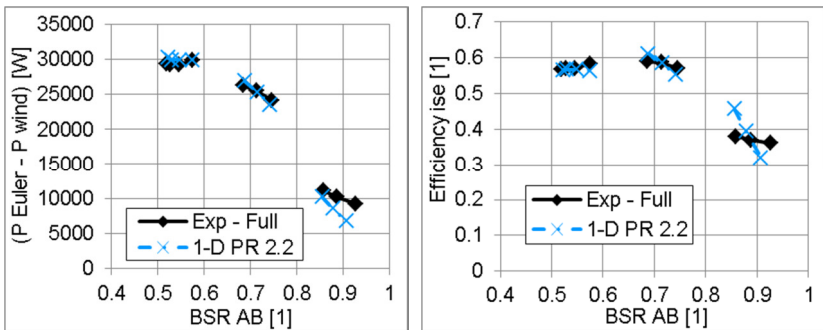 (P Euler - P wind) [W]
35000
30000
25000
20000
15000
10000
5000
0
0.4 0.5 0.6 0.7 0.8 0.9 1
BSR AB [1]
Exp - Full
1-D PR 2.2
Efficiency ise [1]
0.7
0.6
0.5
0.4
0.3
0.2
0.1
0
0.4 0.5 0.6 0.7 0.8 0.9 1
BSR AB [1]
Exp - Full
1-D PR 2.2